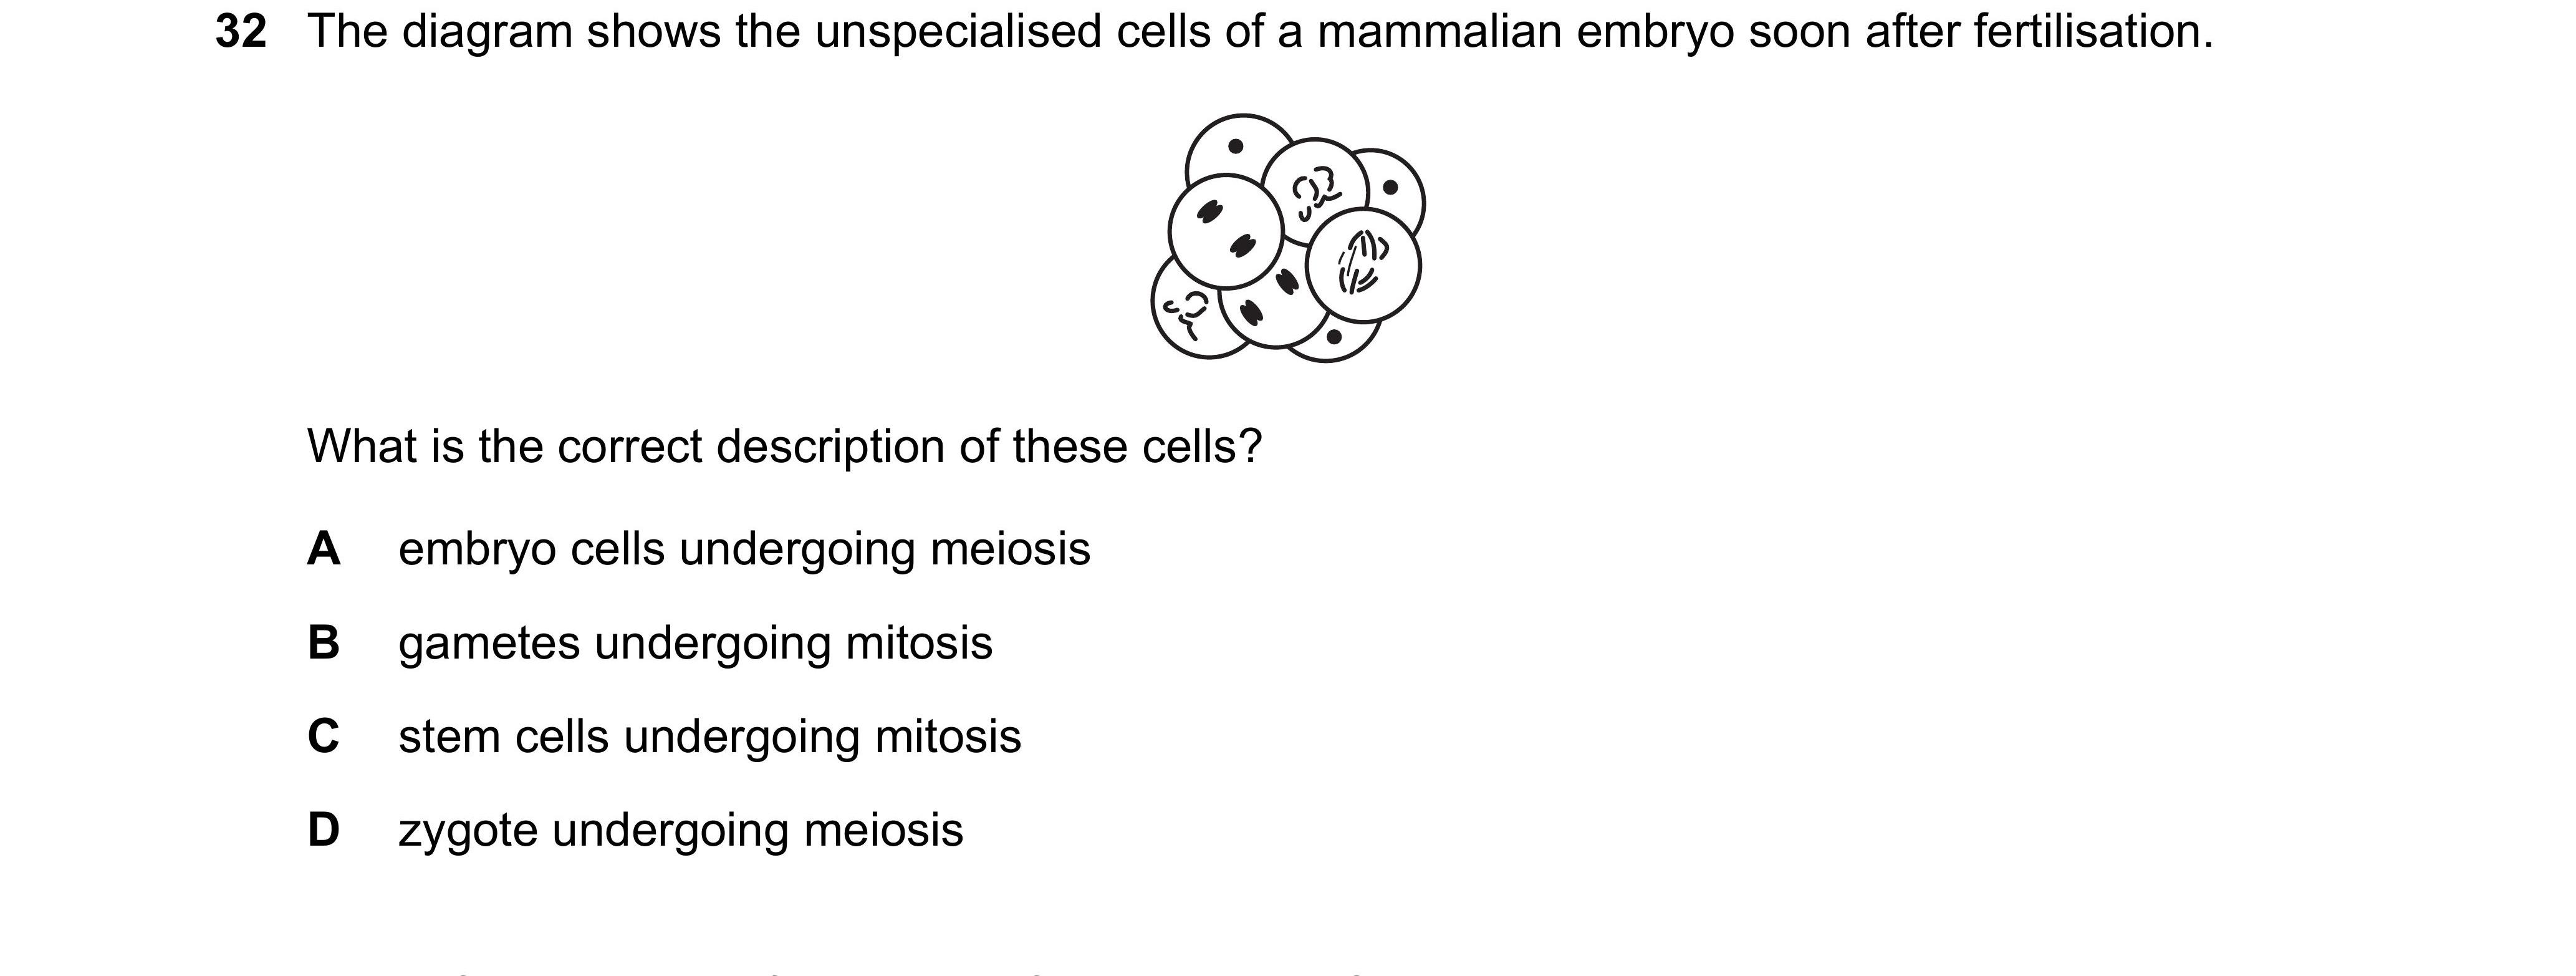 32 The diagram shows the unspecialised cells of a mammalian embryo soon after fertilisation.
What is the correct description of these cells?
A embryo cells undergoing meiosis
B gametes undergoing mitosis
C stem cells undergoing mitosis
D zygote undergoing meiosis